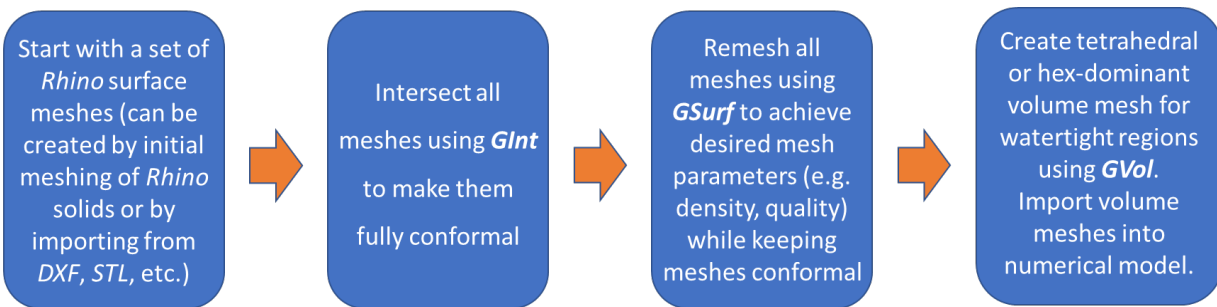 Start with a set of
Rhino surface
meshes (can be
created by initial
meshing of Rhino
solids or by
importing from
DXF, STL, etc.)
Intersect all
meshes using GInt
to make them
fully conformal
Remesh all
meshes using
GSurf to achieve
desired mesh
parameters (e.g.
density, quality)
while keeping
meshes conformal
Create tetrahedral
or hex-dominant
volume mesh for
watertight regions
using GVol.
Import volume
meshes into
numerical model.